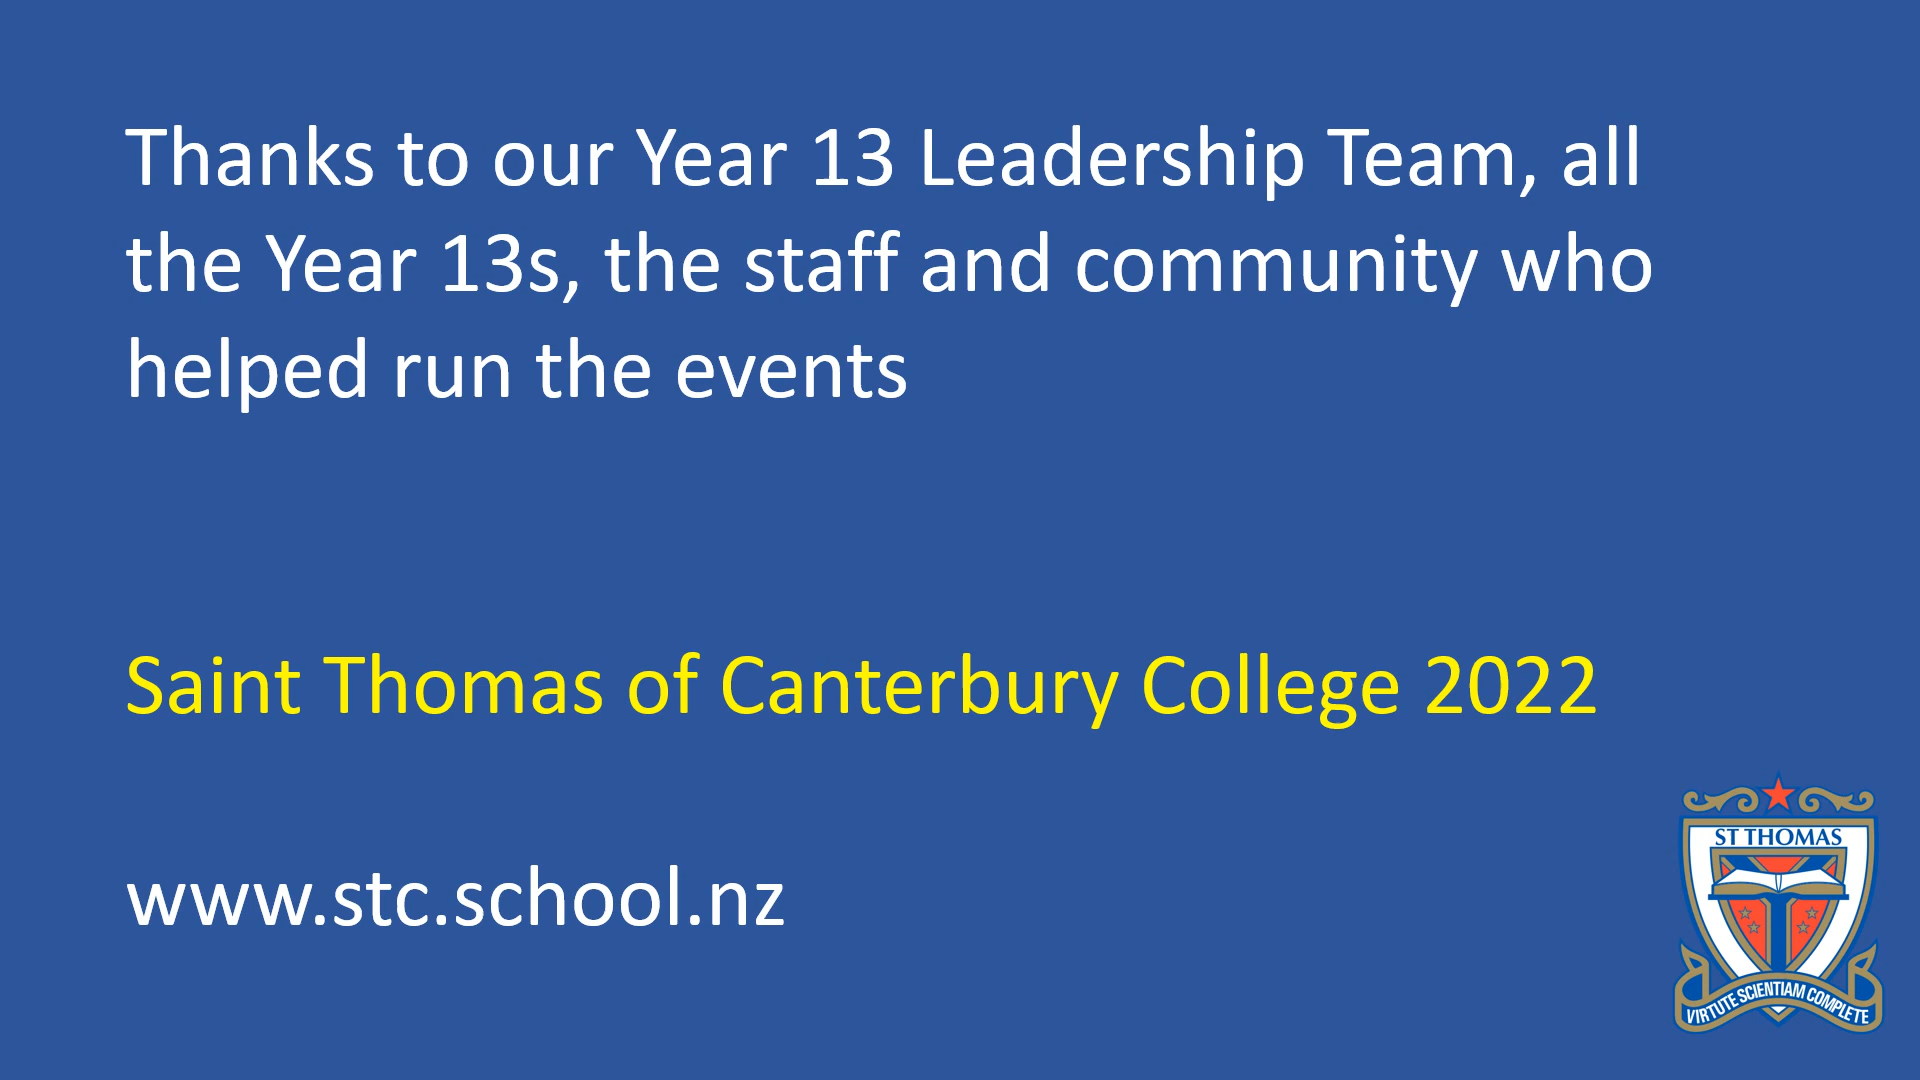 Thanks to our Year 13 Leadership Team, all
the Year 13s, the staff and community who
helped run the events
Saint Thomas of Canterbury College 2022
www.stc.school.nz
ST THOMAS
VIRTUTE SCIENTIAM COMPLETE